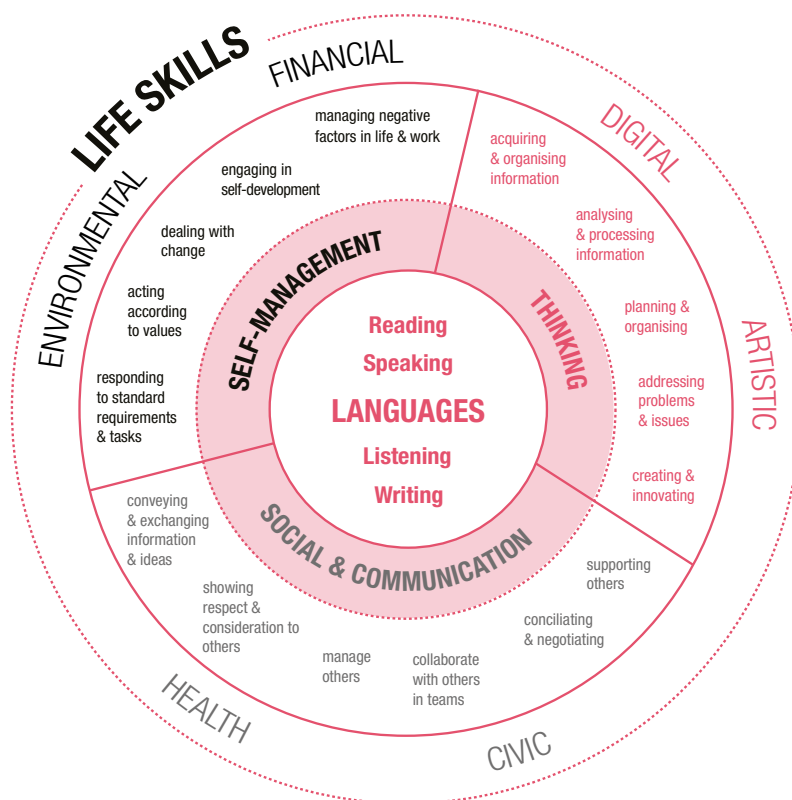 LIFE SKILLS
FINANCIAL
DIGITAL
ARTISTIC
CIVIC
HEALTH
ENVIRONMENTAL
SELF-MANAGEMENT
managing negative
factors in life & work
engaging in
self-development
dealing with
change
acting
according
to values
responding
to standard
requirements
& tasks
THINKING
acquiring
& organising
information
analysing
& processing
information
planning &
organising
addressing
problems
& issues
creating &
innovating
SOCIAL & COMMUNICATION
supporting
others
conciliating
& negotiating
collaborate
with others
in teams
manage
others
showing
respect &
consideration to
others
conveying
& exchanging
information
& ideas
Reading
Speaking
LANGUAGES
Listening
Writing